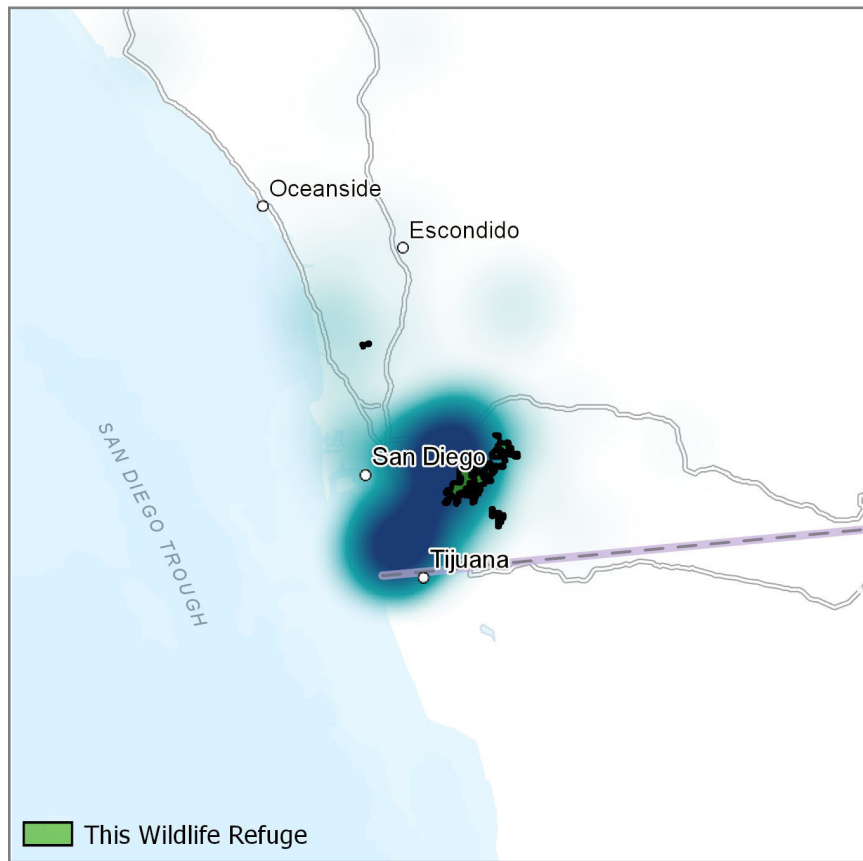 Oceanside
Escondido
San Diego
SAN DIEGO TROUGH
Tijuana
This Wildlife Refuge